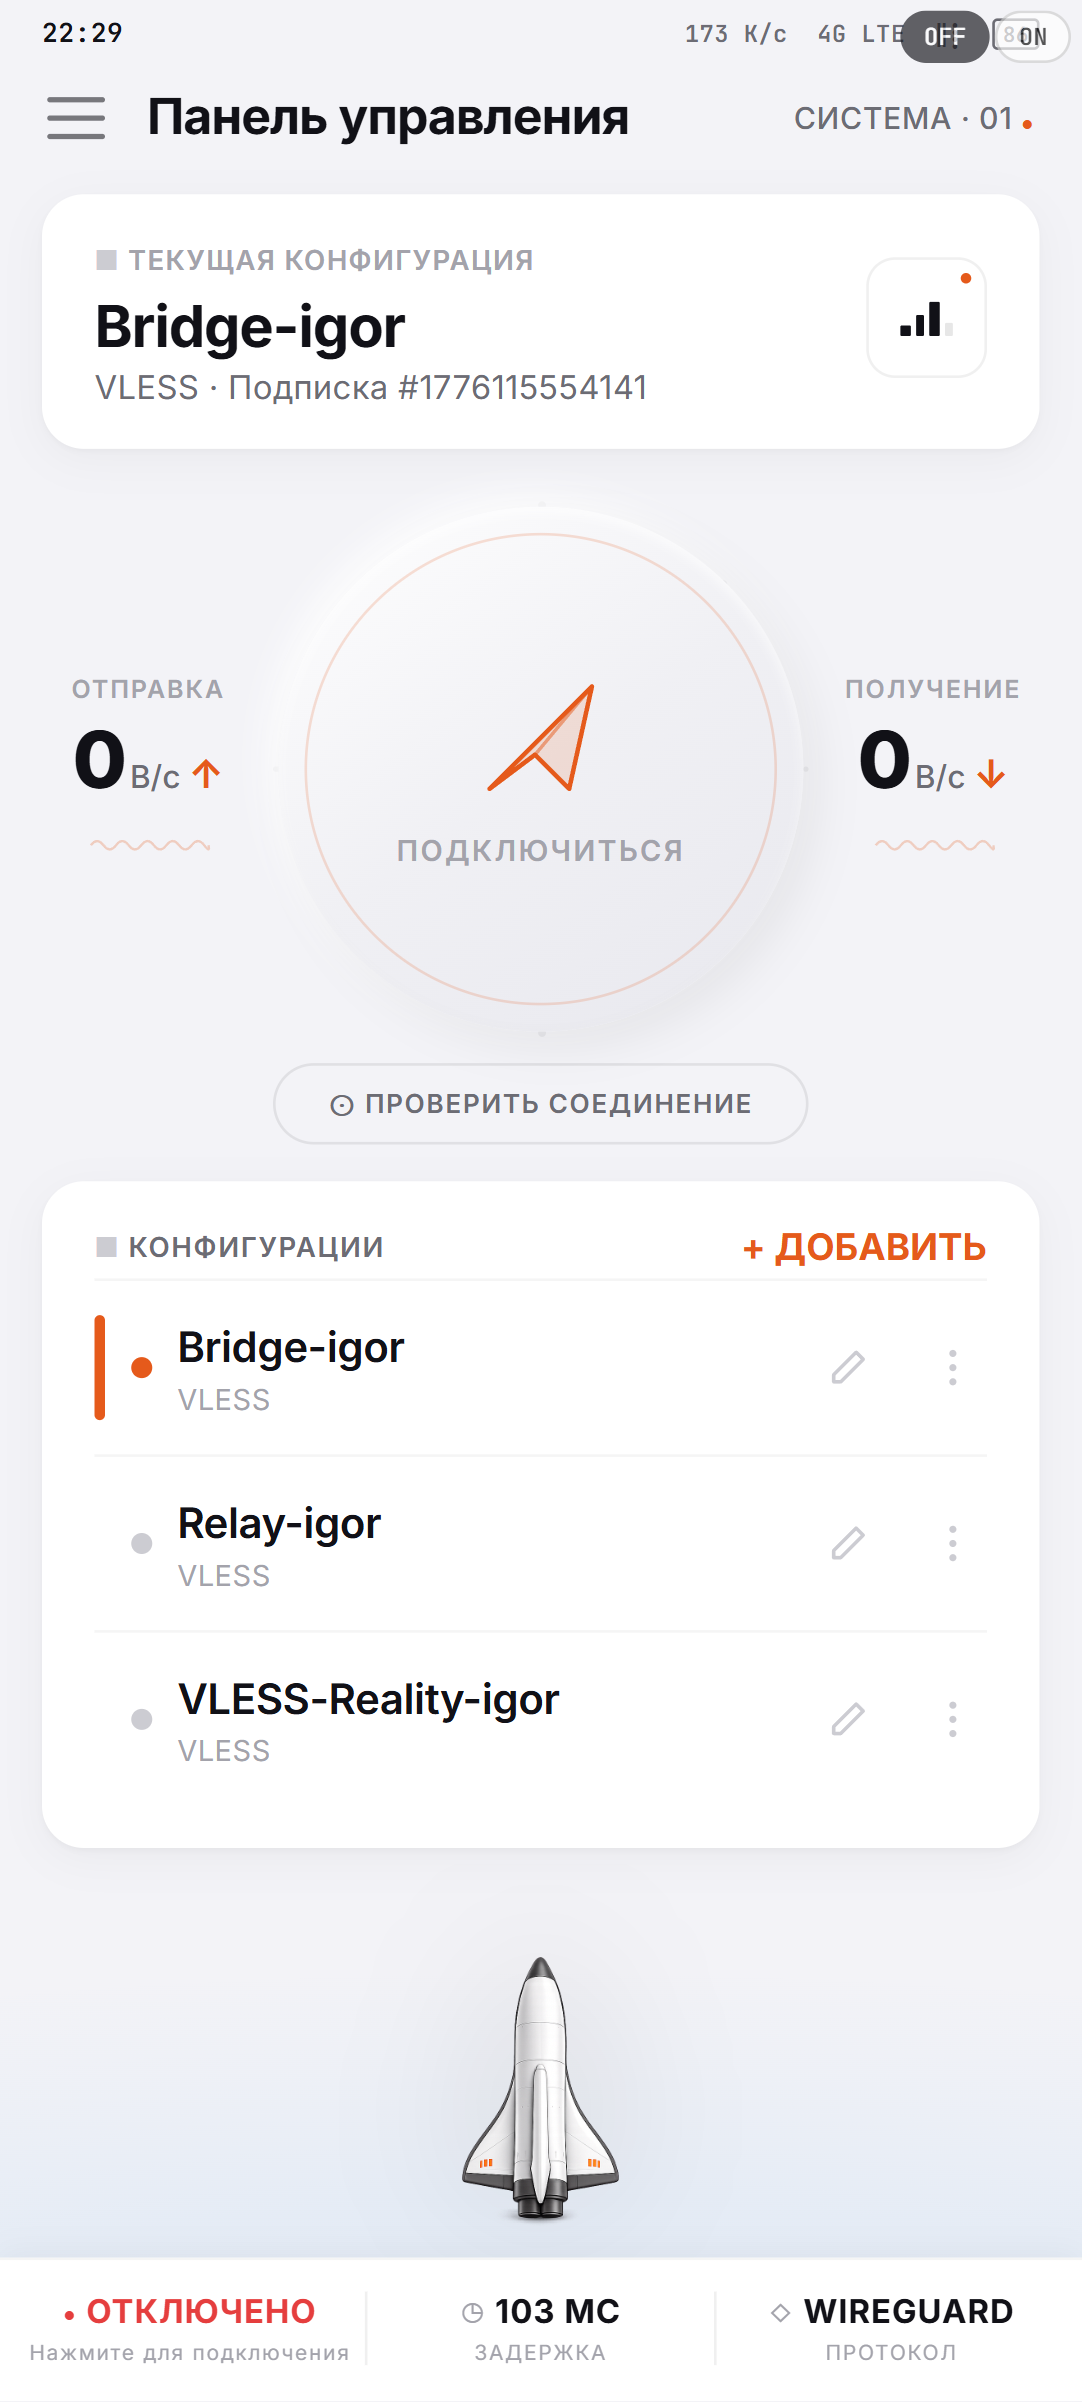 22:29
173 K/c 4G LTE OFF ON
Панель управления
СИСТЕМА · 01
ТЕКУЩАЯ КОНФИГУРАЦИЯ
Bridge-igor
VLESS · Подписка #1776115554141
ОТПРАВКА
0 B/c ↑
ПОЛУЧЕНИЕ
0 B/c ↓
ПОДКЛЮЧИТЬСЯ
ПРОВЕРИТЬ СОЕДИНЕНИЕ
КОНФИГУРАЦИИ
+ ДОБАВИТЬ
Bridge-igor
VLESS
Relay-igor
VLESS
VLESS-Reality-igor
VLESS
ОТКЛЮЧЕНО
Нажмите для подключения
103 МС
ЗАДЕРЖКА
WIREGUARD
ПРОТОКОЛ